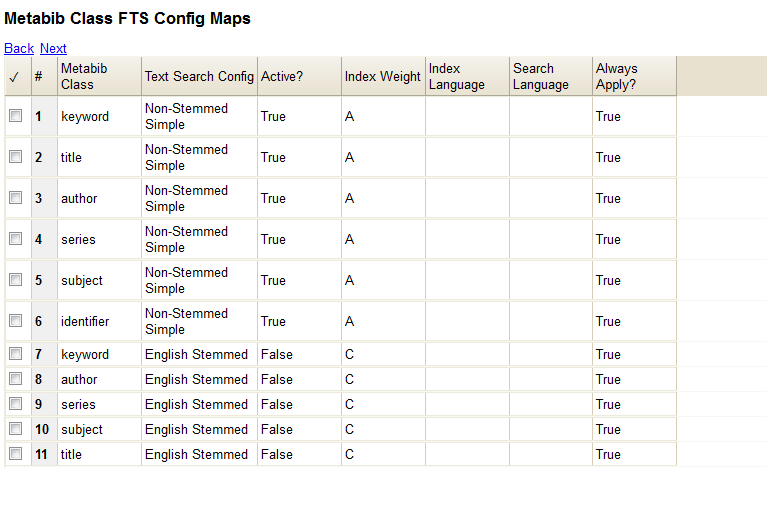 Metabib Class FTS Config Maps
Back Next
✓ # Metabib Class Text Search Config Active? Index Weight Index Language Search Language Always Apply?
1 keyword Non-Stemmed Simple True A True
2 title Non-Stemmed Simple True A True
3 author Non-Stemmed Simple True A True
4 series Non-Stemmed Simple True A True
5 subject Non-Stemmed Simple True A True
6 identifier Non-Stemmed Simple True A True
7 keyword English Stemmed False C True
8 author English Stemmed False C True
9 series English Stemmed False C True
10 subject English Stemmed False C True
11 title English Stemmed False C True